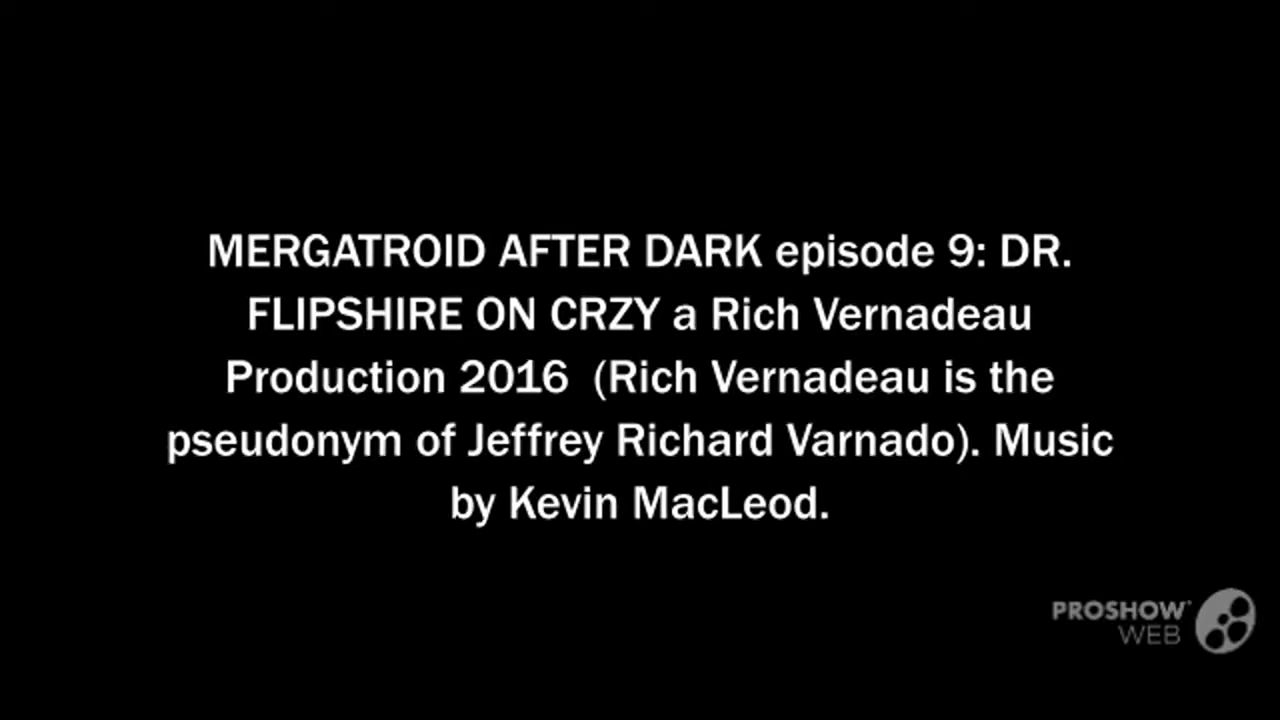 MERGATROID AFTER DARK episode 9: DR.
FLIPSHIRE ON CRZY a Rich Vernadeau
Production 2016  (Rich Vernadeau is the
pseudonym of Jeffrey Richard Varnado). Music
by Kevin MacLeod.
PROSHOW®
WEB